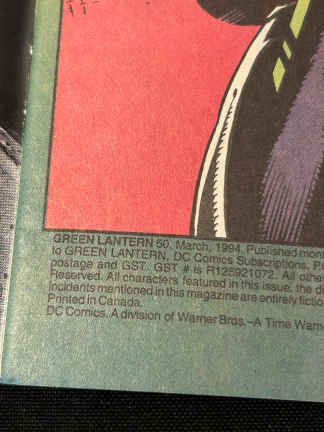 GREEN LANTERN 50, March, 1994. Published mon
to GREEN LANTERN, DC Comics Subscriptions, P.
postage and GST. GST # is R125921072. All othe
Reserved. All characters featured in this issue, the di
incidents mentioned in this magazine are entirely fictio
Printed in Canada.
DC Comics. A division of Warner Bros.–A Time Warn